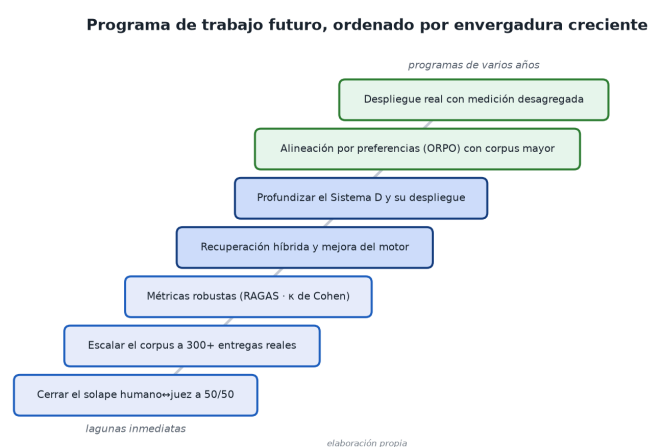 Programa de trabajo futuro, ordenado por envergadura creciente
programas de varios años
Despliegue real con medición desagregada
Alineación por preferencias (ORPO) con corpus mayor
Profundizar el Sistema D y su despliegue
Recuperación híbrida y mejora del motor
Métricas robustas (RAGAS · κ de Cohen)
Escalar el corpus a 300+ entregas reales
Cerrar el solape humano↔juez a 50/50
lagunas inmediatas
elaboración propia